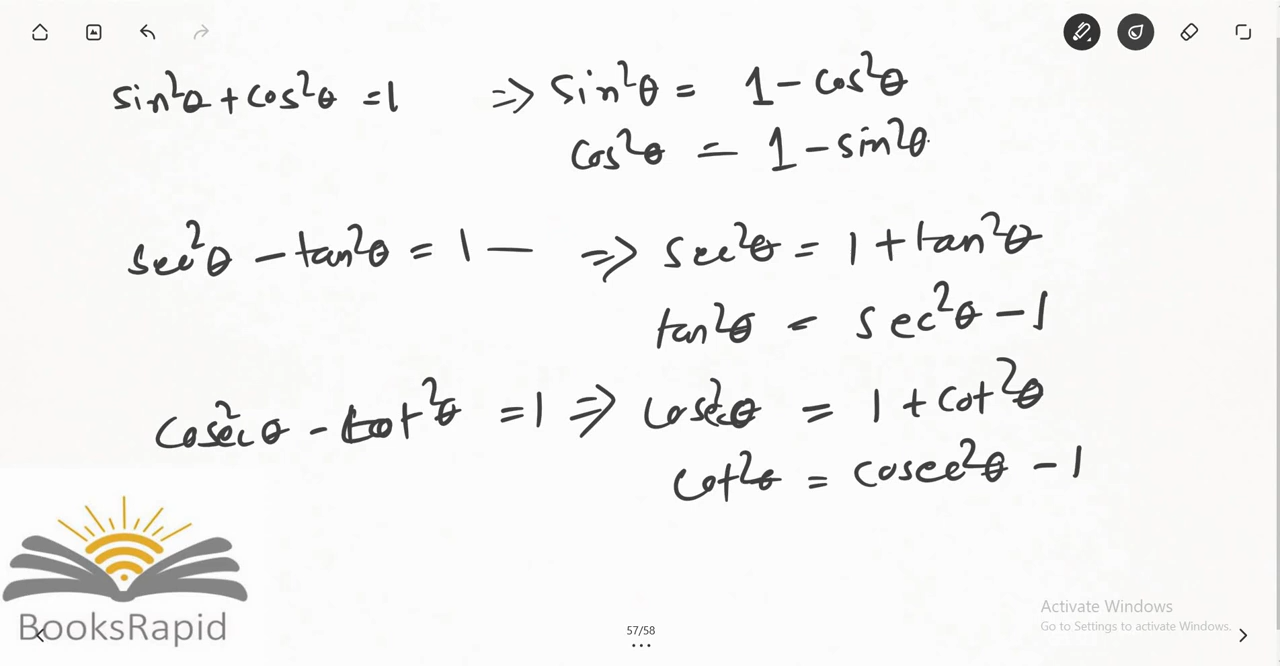 sin²θ + cos²θ = 1 ⇒ sin²θ = 1 - cos²θ
cos²θ = 1 - sin²θ
sec²θ - tan²θ = 1 — ⇒ sec²θ = 1 + tan²θ
tan²θ = sec²θ - 1
cosec²θ - cot²θ = 1 ⇒ cosec²θ = 1 + cot²θ
cot²θ = cosec²θ - 1
BooksRapid
57/58
Activate Windows
Go to Settings to activate Windows.